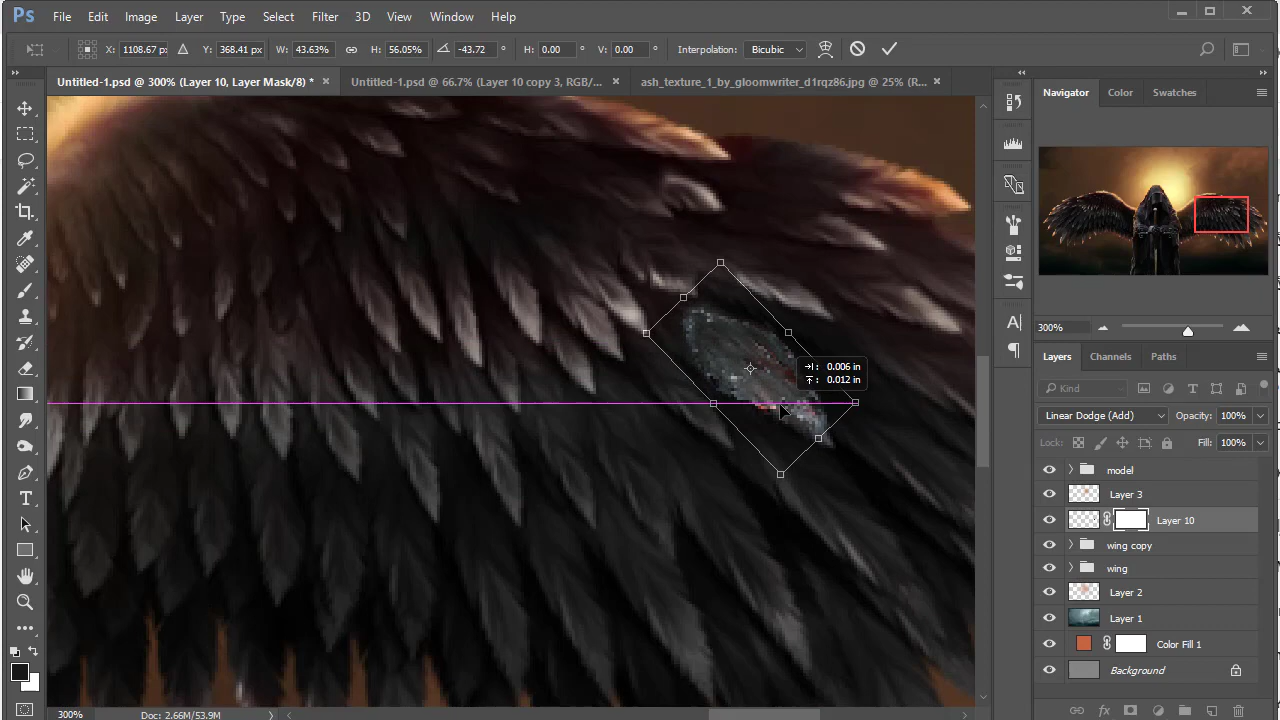 Ps File Edit Image Layer Type Select Filter 3D View Window Help
X: 1108.67 px Y: 368.41 px W: 43.63% H: 56.05% -43.72 ° H: 0.00 ° V: 0.00 ° Interpolation: Bicubic
Untitled-1.psd @ 300% (Layer 10, Layer Mask/8) * × Untitled-1.psd @ 66.7% (Layer 10 copy 3, RGB/... × ash_texture_1_by_gloomwriter_d1rqz86.jpg @ 25% (R... ×
Navigator Color Swatches
300%
Layers Channels Paths
Kind
Linear Dodge (Add) Opacity: 100%
Lock: Fill: 100%
model
Layer 3
Layer 10
wing copy
wing
Layer 2
Layer 1
Color Fill 1
Background
0.006 in
0.012 in
300% Doc: 2.66M/53.9M